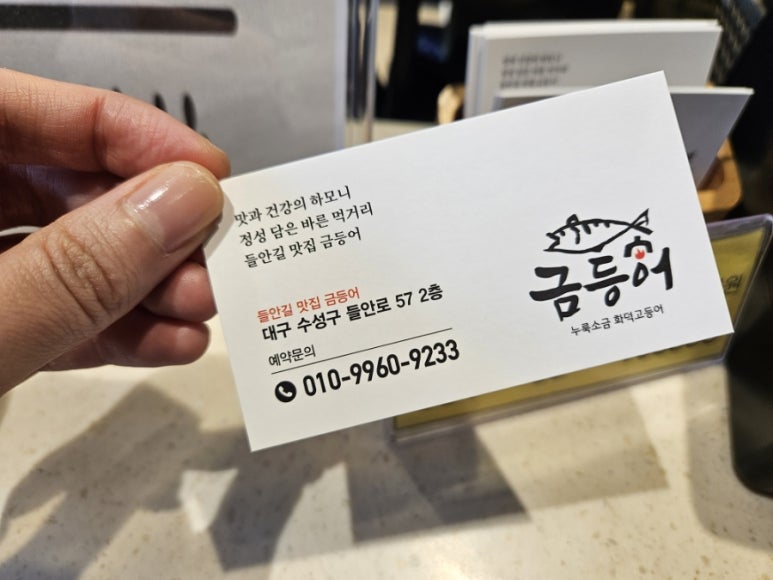 맛과 건강의 하모니
정성 담은 바른 먹거리
들안길 맛집 금등어
들안길 맛집 금등어
대구 수성구 들안로 57 2층
예약문의
010-9960-9233
금등어
누룩소금 화덕고등어